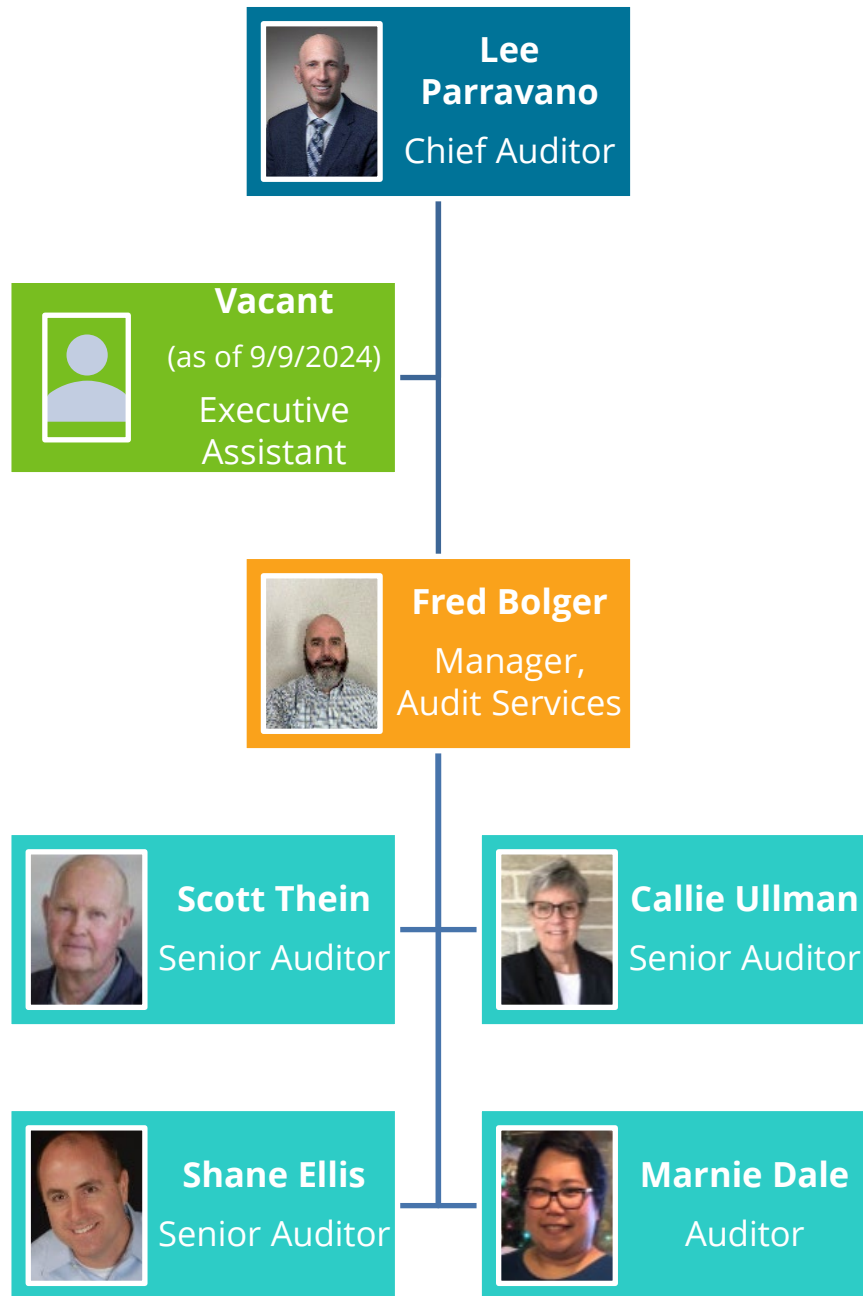 Lee
Parravano
Chief Auditor
Vacant
(as of 9/9/2024)
Executive
Assistant
Fred Bolger
Manager,
Audit Services
Scott Thein
Senior Auditor
Callie Ullman
Senior Auditor
Shane Ellis
Senior Auditor
Marnie Dale
Auditor